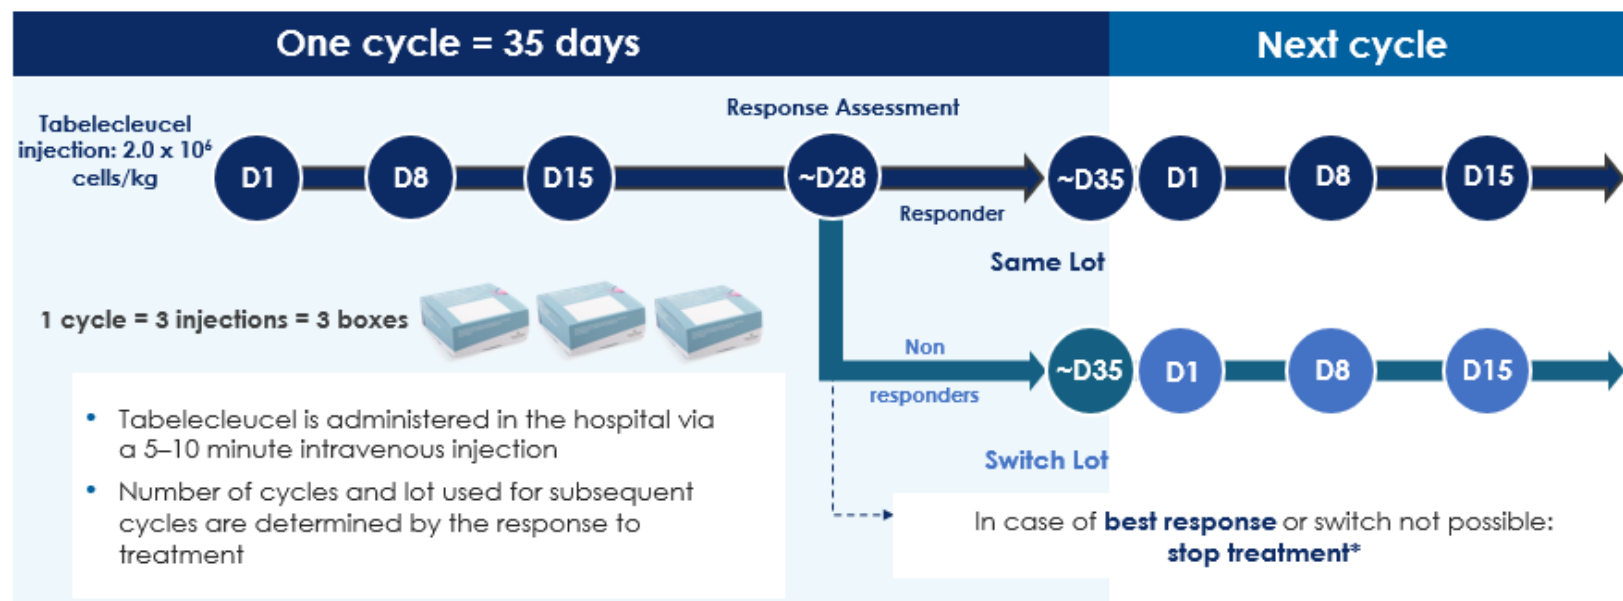 One cycle = 35 days
Next cycle
Tabelecleucel
injection: 2.0 x 10⁶
cells/kg
Response Assessment
D1
D8
D15
~D28
~D35
D1
D8
D15
Responder
Same Lot
1 cycle = 3 injections = 3 boxes
Non
responders
~D35
D1
D8
D15
Switch Lot
• Tabelecleucel is administered in the hospital via
a 5–10 minute intravenous injection
• Number of cycles and lot used for subsequent
cycles are determined by the response to
treatment
In case of best response or switch not possible:
stop treatment*